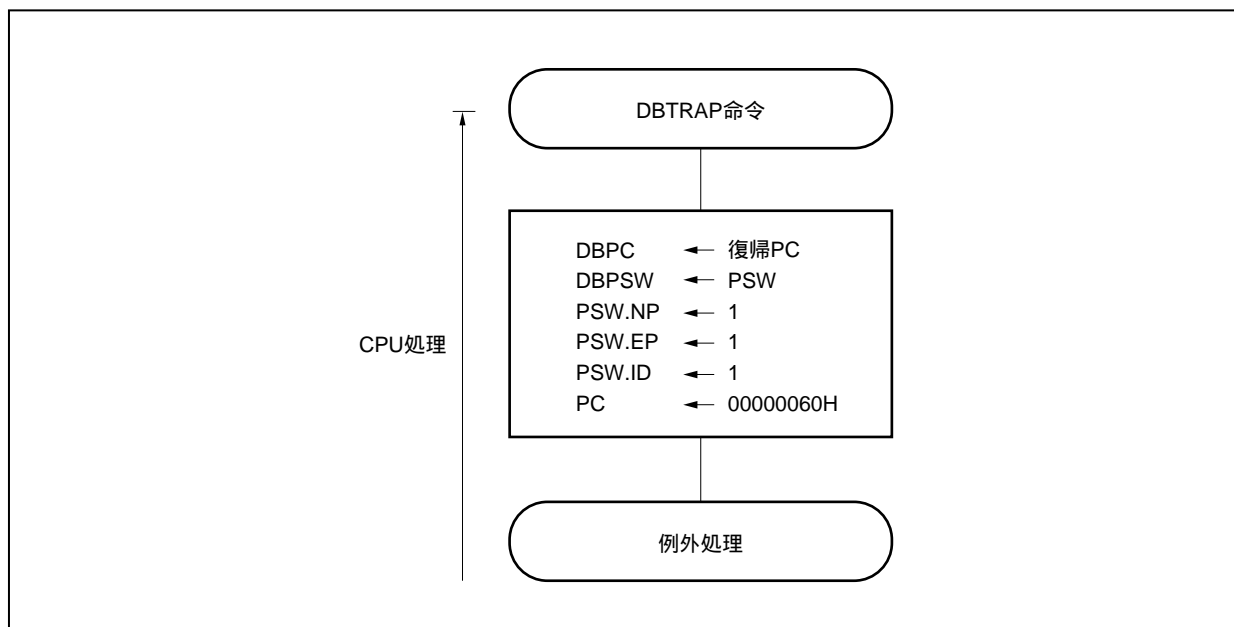 DBTRAP命令
CPU処理
DBPC ← 復帰PC
DBPSW ← PSW
PSW.NP ← 1
PSW.EP ← 1
PSW.ID ← 1
PC ← 00000060H
例外処理